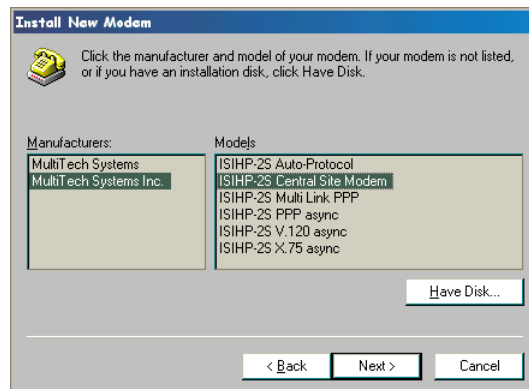 Install New Modem
Click the manufacturer and model of your modem. If your modem is not listed,
or if you have an installation disk, click Have Disk.
Manufacturers:
Models
MultiTech Systems
MultiTech Systems Inc.
ISIHP-2S Auto-Protocol
ISIHP-2S Central Site Modem
ISIHP-2S Multi Link PPP
ISIHP-2S PPP async
ISIHP-2S V.120 async
ISIHP-2S X.75 async
Have Disk...
< Back
Next >
Cancel